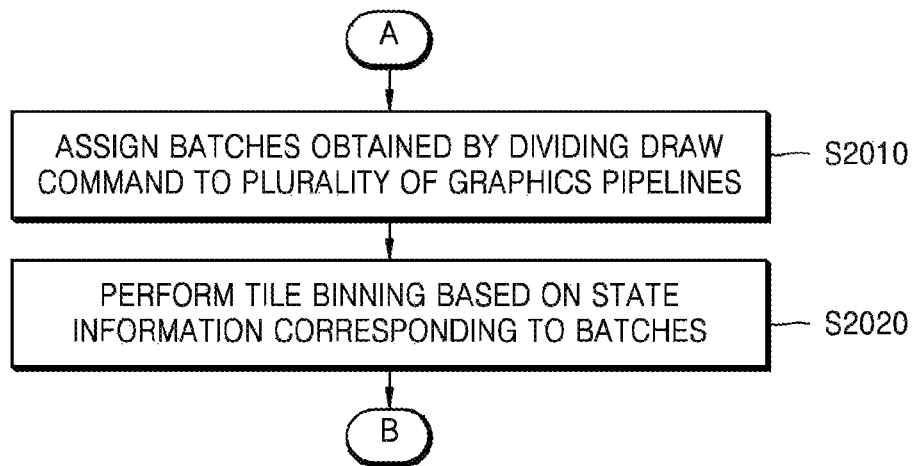 A
ASSIGN BATCHES OBTAINED BY DIVIDING DRAW
COMMAND TO PLURALITY OF GRAPHICS PIPELINES
S2010
PERFORM TILE BINNING BASED ON STATE
INFORMATION CORRESPONDING TO BATCHES
S2020
B